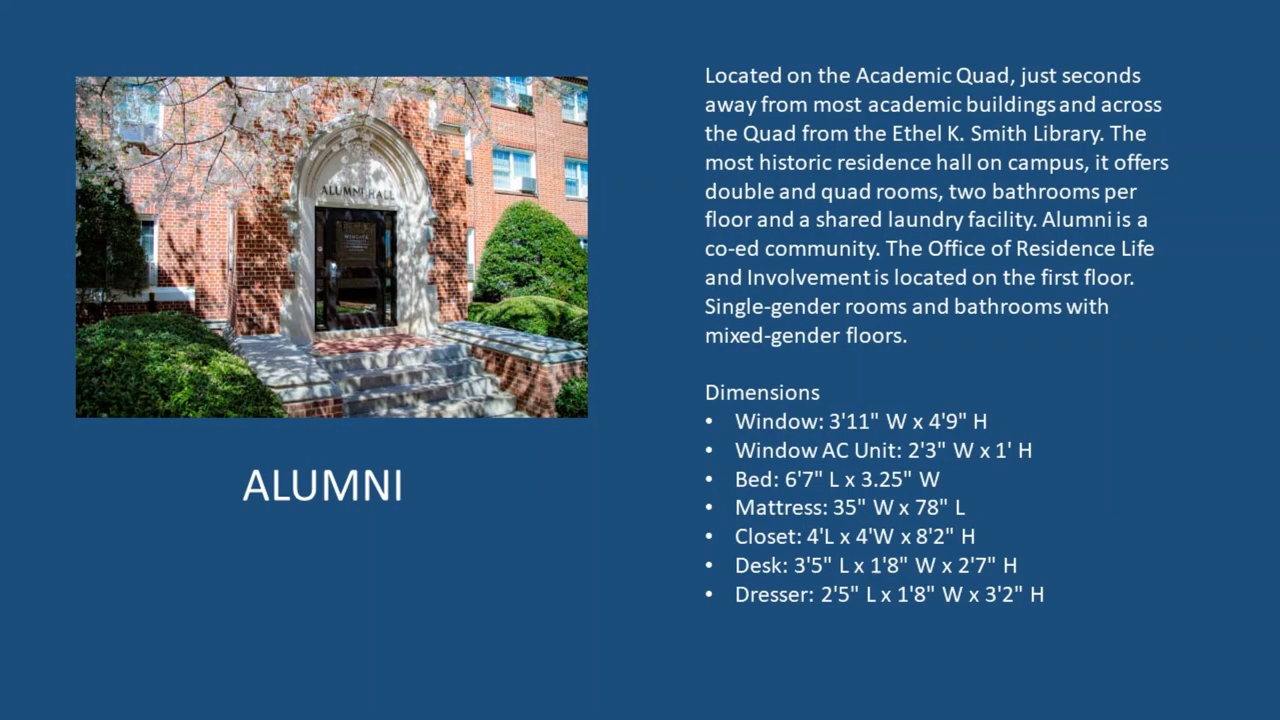 ALUMNI HALL
WINGATE
ALUMNI
Located on the Academic Quad, just seconds
away from most academic buildings and across
the Quad from the Ethel K. Smith Library. The
most historic residence hall on campus, it offers
double and quad rooms, two bathrooms per
floor and a shared laundry facility. Alumni is a
co-ed community. The Office of Residence Life
and Involvement is located on the first floor.
Single-gender rooms and bathrooms with
mixed-gender floors.
Dimensions
• Window: 3'11" W x 4'9" H
• Window AC Unit: 2'3" W x 1' H
• Bed: 6'7" L x 3.25" W
• Mattress: 35" W x 78" L
• Closet: 4'L x 4'W x 8'2" H
• Desk: 3'5" L x 1'8" W x 2'7" H
• Dresser: 2'5" L x 1'8" W x 3'2" H